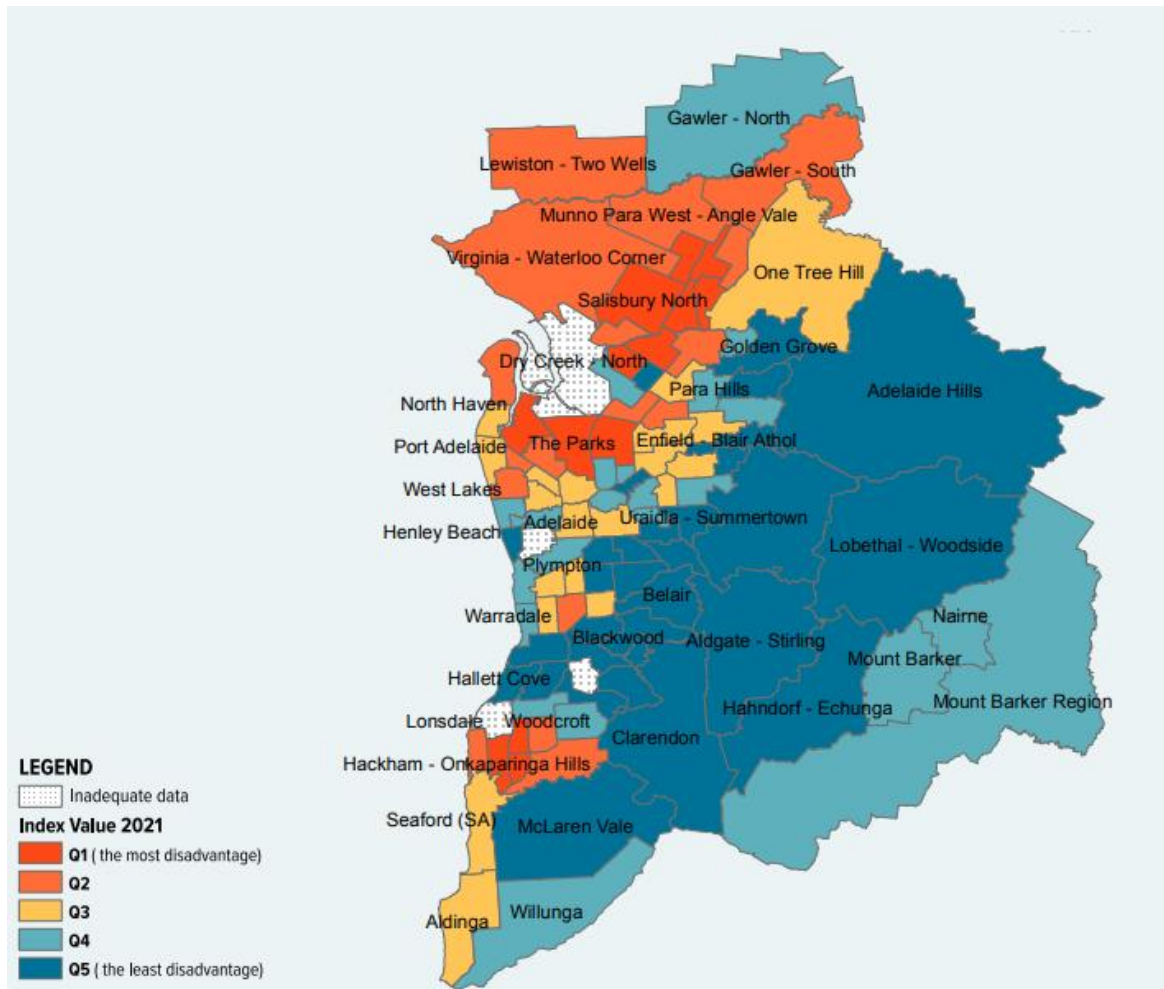 Gawler - North
Lewiston - Two Wells
Gawler - South
Munno Para West - Angle Vale
Virginia - Waterloo Corner
One Tree Hill
Salisbury North
Golden Grove
Dry Creek - North
Para Hills
Adelaide Hills
North Haven
Port Adelaide
The Parks
Enfield - Blair Athol
West Lakes
Adelaide
Uraidla - Summertown
Henley Beach
Lobethal - Woodside
Plympton
Belair
Warradale
Blackwood
Aldgate - Stirling
Nairne
Mount Barker
Hallett Cove
Hahndorf - Echunga
Mount Barker Region
Lonsdale
Woodcroft
Clarendon
Hackham - Onkaparinga Hills
Seaford (SA)
McLaren Vale
Aldinga
Willunga
LEGEND
Inadequate data
Index Value 2021
Q1 ( the most disadvantage)
Q2
Q3
Q4
Q5 ( the least disadvantage)